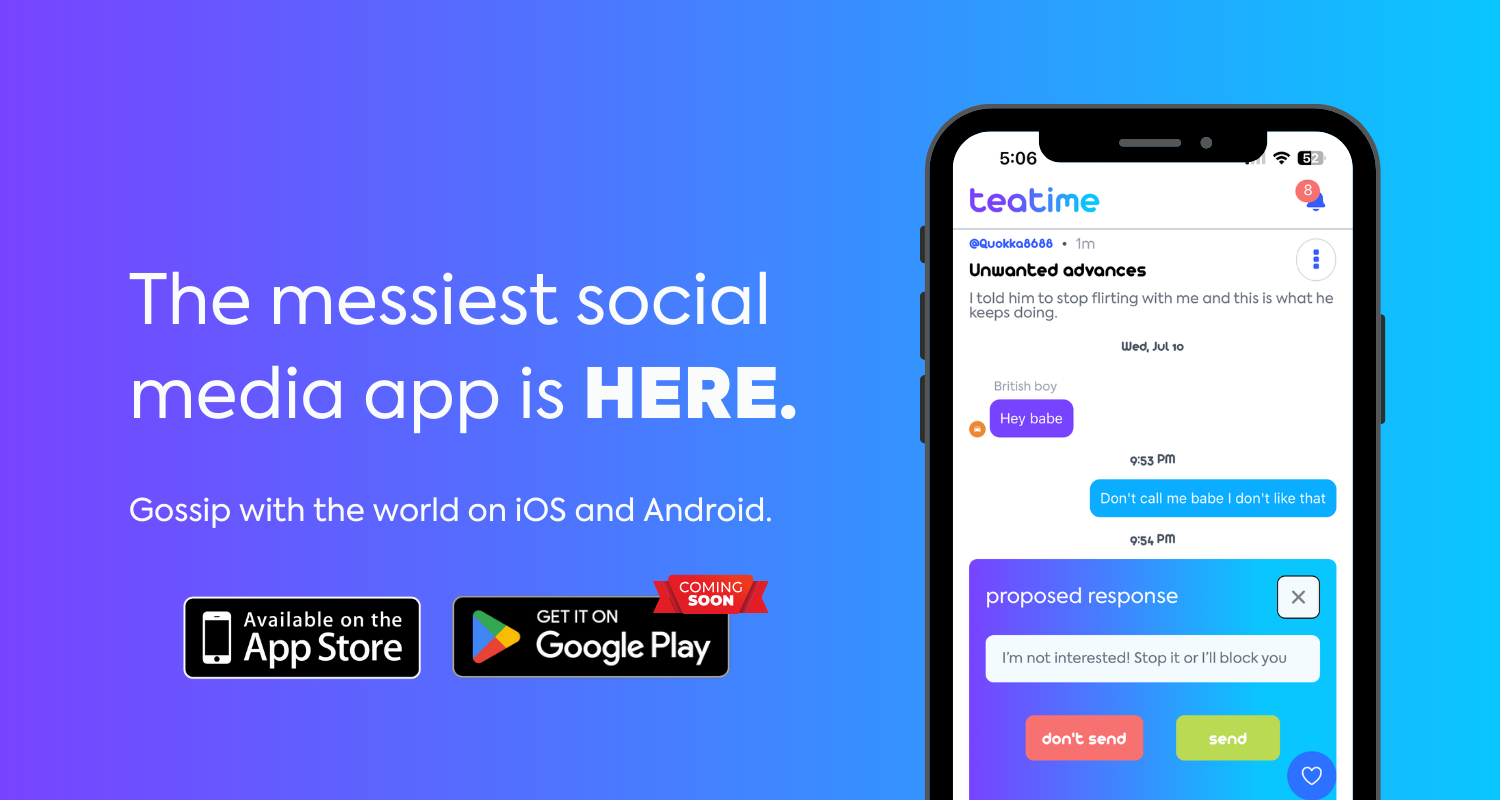 The messiest social
media app is HERE.
Gossip with the world on iOS and Android.
Available on the
App Store
COMING
SOON
GET IT ON
Google Play
5:06
52
teatime
8
@Quokka8688 • 1m
Unwanted advances
I told him to stop flirting with me and this is what he
keeps doing.
Wed, Jul 10
British boy
Hey babe
9:53 PM
Don't call me babe I don't like that
9:54 PM
proposed response
I'm not interested! Stop it or I'll block you
don't send
send